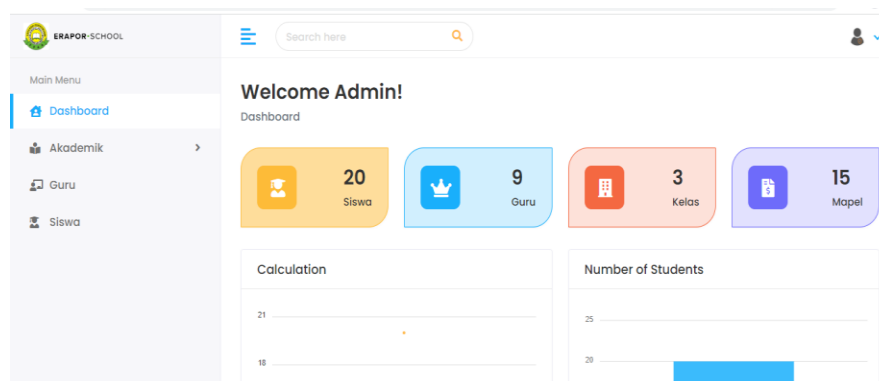 ERAPOR-SCHOOL
Search here
Main Menu
Dashboard
Akademik
Guru
Siswa
Welcome Admin!
Dashboard
20
Siswa
9
Guru
3
Kelas
15
Mapel
Calculation
21
18
Number of Students
25
20